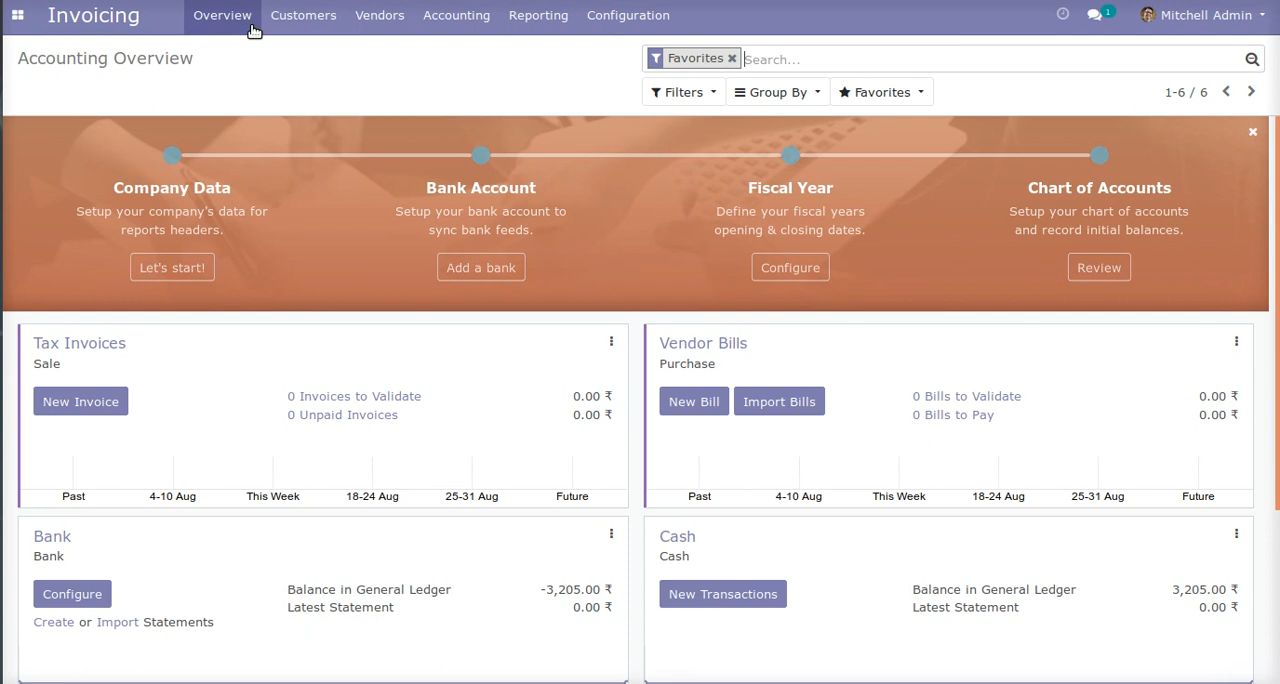 Invoicing Overview Customers Vendors Accounting Reporting Configuration 1 Mitchell Admin
Accounting Overview
Favorites Search...
Filters Group By Favorites 1-6 / 6
Company Data
Setup your company's data for
reports headers.
Let's start!
Bank Account
Setup your bank account to
sync bank feeds.
Add a bank
Fiscal Year
Define your fiscal years
opening & closing dates.
Configure
Chart of Accounts
Setup your chart of accounts
and record initial balances.
Review
Tax Invoices
Sale
New Invoice
0 Invoices to Validate 0.00 ₹
0 Unpaid Invoices 0.00 ₹
Past 4-10 Aug This Week 18-24 Aug 25-31 Aug Future
Vendor Bills
Purchase
New Bill Import Bills
0 Bills to Validate 0.00 ₹
0 Bills to Pay 0.00 ₹
Past 4-10 Aug This Week 18-24 Aug 25-31 Aug Future
Bank
Bank
Configure
Create or Import Statements
Balance in General Ledger -3,205.00 ₹
Latest Statement 0.00 ₹
Cash
Cash
New Transactions
Balance in General Ledger 3,205.00 ₹
Latest Statement 0.00 ₹